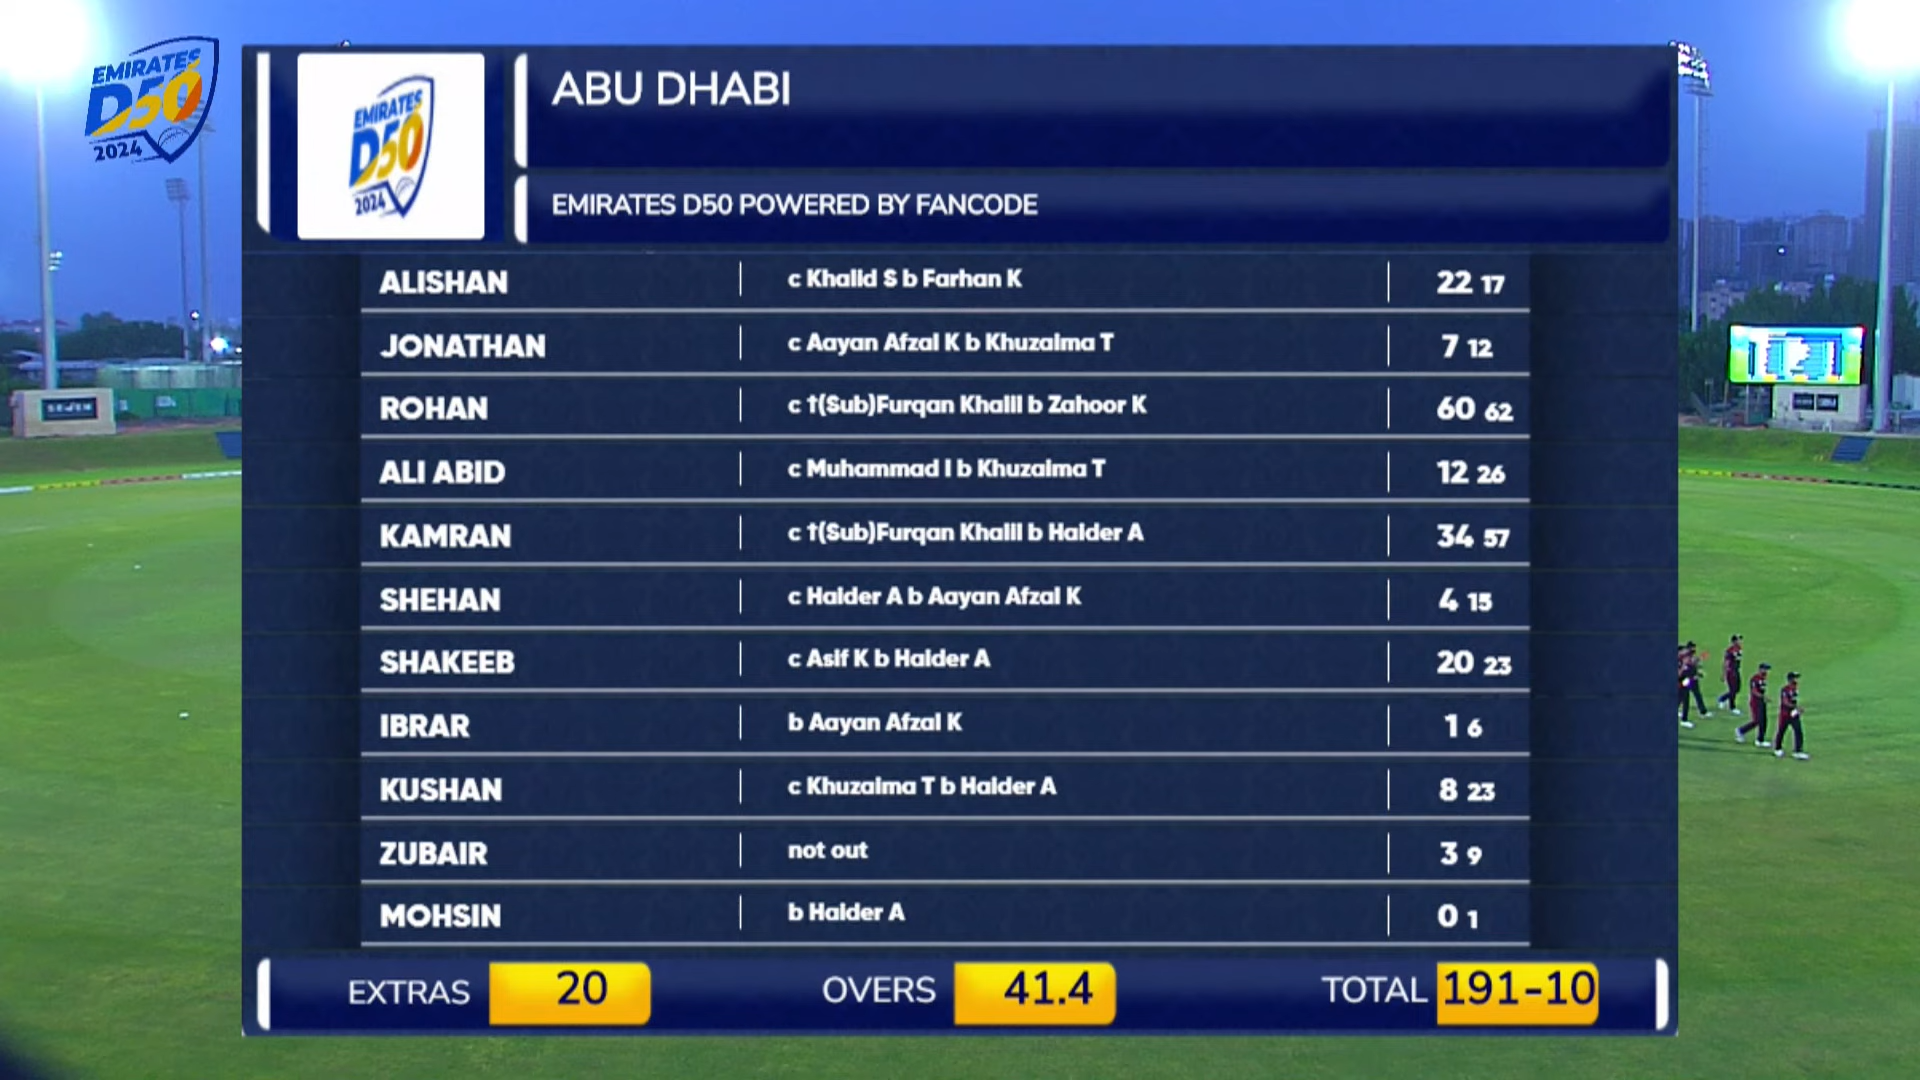 EMIRATES
D50
2024
EMIRATES
D50
2024
ABU DHABI
EMIRATES D50 POWERED BY FANCODE
ALISHAN c Khalid S b Farhan K 22 17
JONATHAN c Aayan Afzal K b Khuzaima T 7 12
ROHAN c †(Sub)Furqan Khalil b Zahoor K 60 62
ALI ABID c Muhammad I b Khuzaima T 12 26
KAMRAN c †(Sub)Furqan Khalil b Haider A 34 57
SHEHAN c Haider A b Aayan Afzal K 4 15
SHAKEEB c Asif K b Haider A 20 23
IBRAR b Aayan Afzal K 1 6
KUSHAN c Khuzaima T b Haider A 8 23
ZUBAIR not out 3 9
MOHSIN b Haider A 0 1
EXTRAS 20 OVERS 41.4 TOTAL 191-10